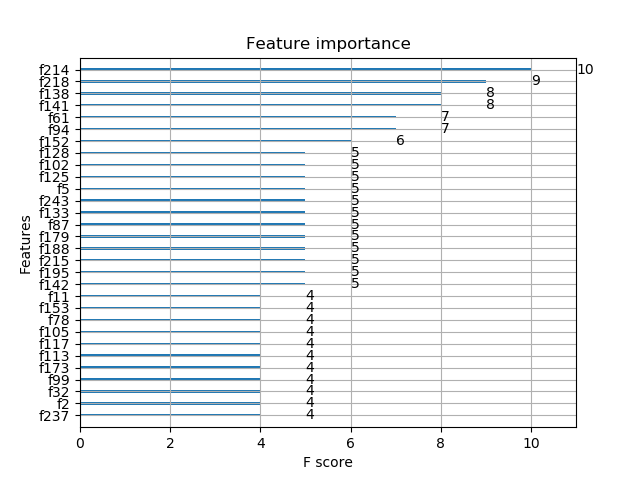 Feature importance
f214 10
f218 9
f138 8
f141 8
f61 7
f94 7
f152 6
f128 5
f102 5
f125 5
f5 5
f243 5
f133 5
f87 5
f179 5
f188 5
f215 5
f195 5
f142 5
f11 4
f153 4
f78 4
f105 4
f117 4
f113 4
f173 4
f99 4
f32 4
f2 4
f237 4
Features
0 2 4 6 8 10
F score